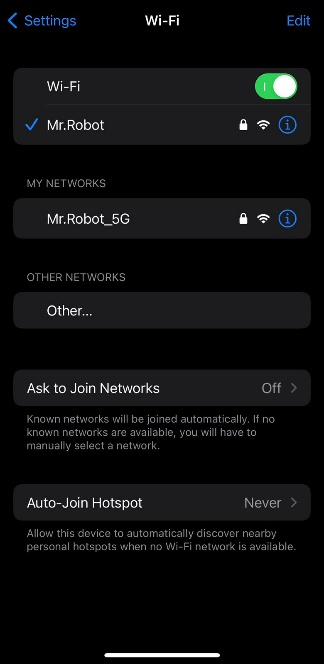 Settings Wi-Fi Edit
Wi-Fi
Mr.Robot
MY NETWORKS
Mr.Robot_5G
OTHER NETWORKS
Other...
Ask to Join Networks Off
Known networks will be joined automatically. If no
known networks are available, you will have to
manually select a network.
Auto-Join Hotspot Never
Allow this device to automatically discover nearby
personal hotspots when no Wi-Fi network is available.